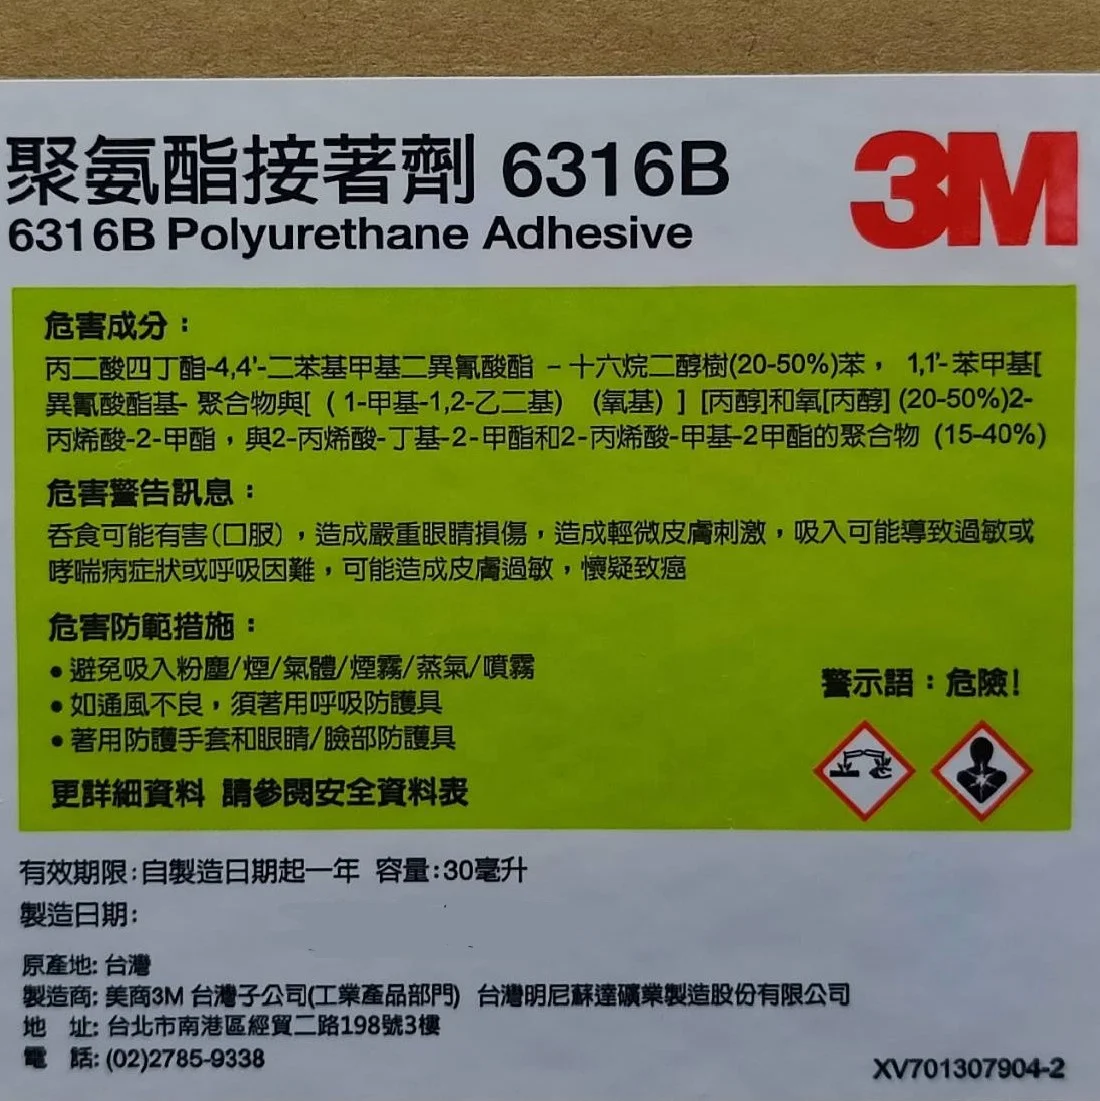 聚氨酯接著劑 6316B
3M
6316B Polyurethane Adhesive
危害成分：
丙二酸四丁酯-4,4'-二苯基甲基二異氰酸酯 – 十六烷二醇樹(20-50%)苯， 1,1'- 苯甲基[
異氰酸酯基- 聚合物與[ ( 1-甲基-1,2-乙二基) (氧基) ] [丙醇]和氧[丙醇] (20-50%)2-
丙烯酸-2-甲酯，與2-丙烯酸-丁基-2-甲酯和2-丙烯酸-甲基-2甲酯的聚合物 (15-40%)
危害警告訊息：
吞食可能有害(口服)，造成嚴重眼睛損傷，造成輕微皮膚刺激，吸入可能導致過敏或
哮喘病症狀或呼吸困難，可能造成皮膚過敏，懷疑致癌
危害防範措施：
• 避免吸入粉塵/煙/氣體/煙霧/蒸氣/噴霧
• 如通風不良，須著用呼吸防護具
• 著用防護手套和眼睛/臉部防護具
更詳細資料 請參閱安全資料表
警示語：危險!
有效期限:自製造日期起一年 容量:30毫升
製造日期:
原產地: 台灣
製造商: 美商3M 台灣子公司(工業產品部門) 台灣明尼蘇達礦業製造股份有限公司
地 址: 台北市南港區經貿二路198號3樓
電 話: (02)2785-9338
XV701307904-2